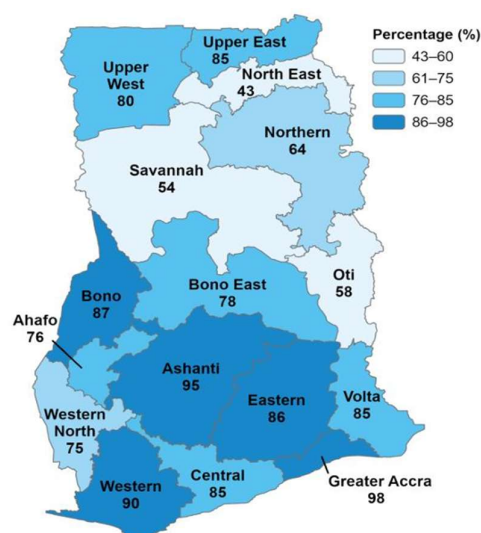 Percentage (%)
43–60
61–75
76–85
86–98
Upper East
85
Upper
West
80
North East
43
Northern
64
Savannah
54
Oti
58
Bono East
78
Bono
87
Ahafo
76
Ashanti
95
Eastern
86
Volta
85
Western
North
75
Central
85
Western
90
Greater Accra
98